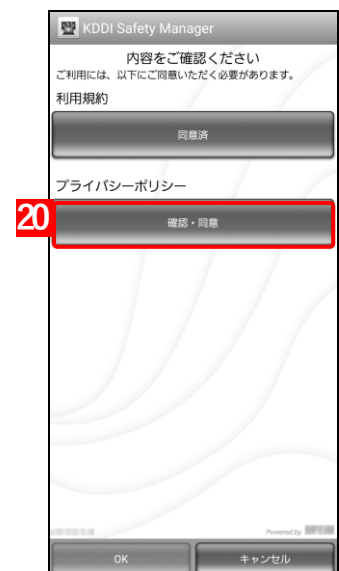 KDDI Safety Manager
内容をご確認ください
ご利用には、以下にご同意いただく必要があります。
利用規約
同意済
プライバシーポリシー
20
確認・同意
Powered by
OK
キャンセル